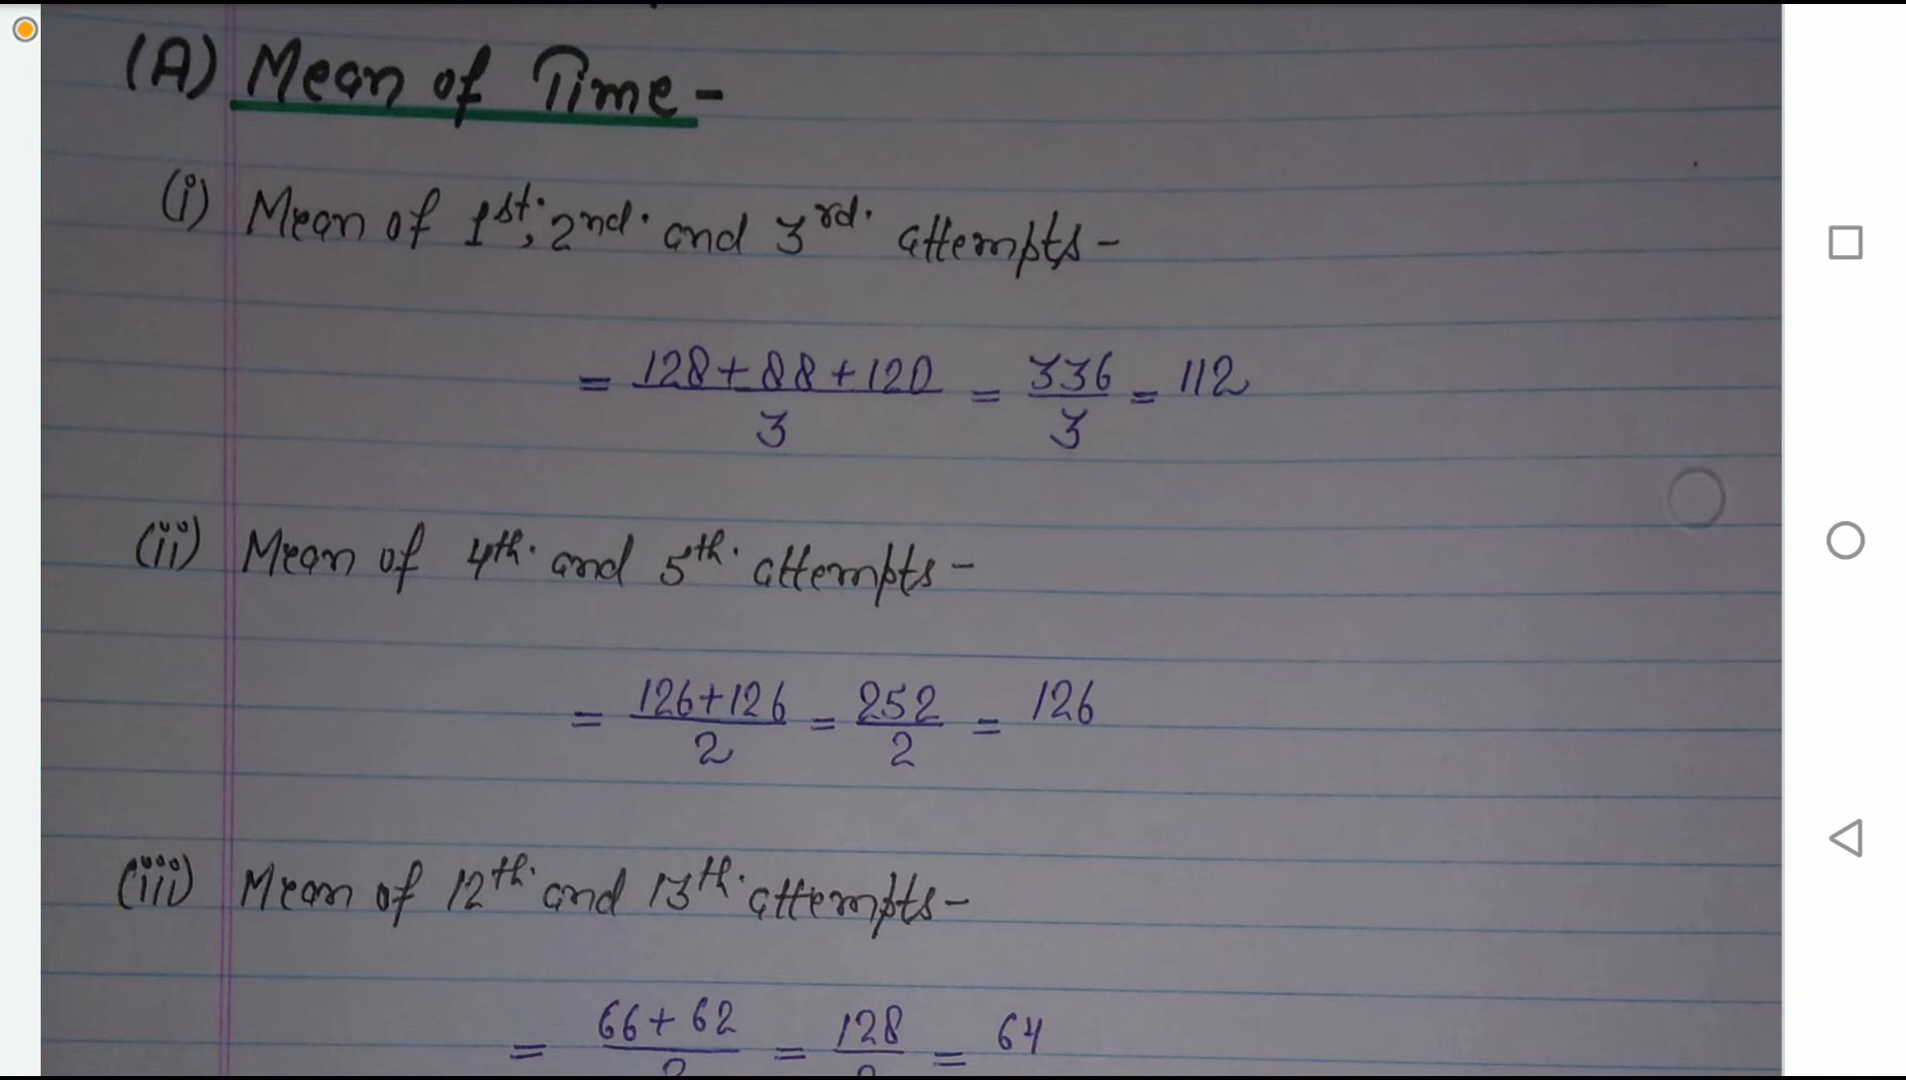 (A) Mean of Time -
(i) Mean of 1st., 2nd. and 3rd. attempts -
= 128+88+120 / 3 = 336 / 3 = 112
(ii) Mean of 4th. and 5th. attempts -
= 126+126 / 2 = 252 / 2 = 126
(iii) Mean of 12th. and 13th. attempts -
= 66+62 / 2 = 128 / 2 = 64